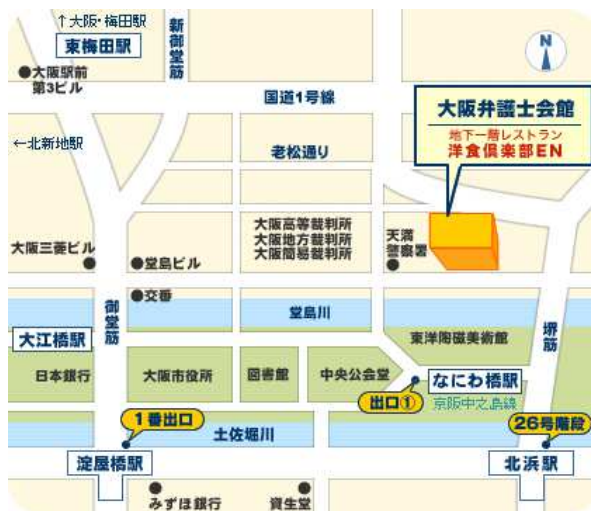 ↑大阪・梅田駅
東梅田駅
新御堂筋
N
大阪駅前
第3ビル
国道1号線
大阪弁護士会館
地下一階レストラン
洋食倶楽部EN
←北新地駅
老松通り
大阪高等裁判所
大阪地方裁判所
大阪簡易裁判所
天満
警察署
大阪三菱ビル
堂島ビル
交番
御堂筋
堂島川
堺筋
大江橋駅
東洋陶磁美術館
日本銀行
大阪市役所
図書館
中央公会堂
なにわ橋駅
出口①
京阪中之島線
1番出口
土佐堀川
26号階段
淀屋橋駅
北浜駅
みずほ銀行
資生堂